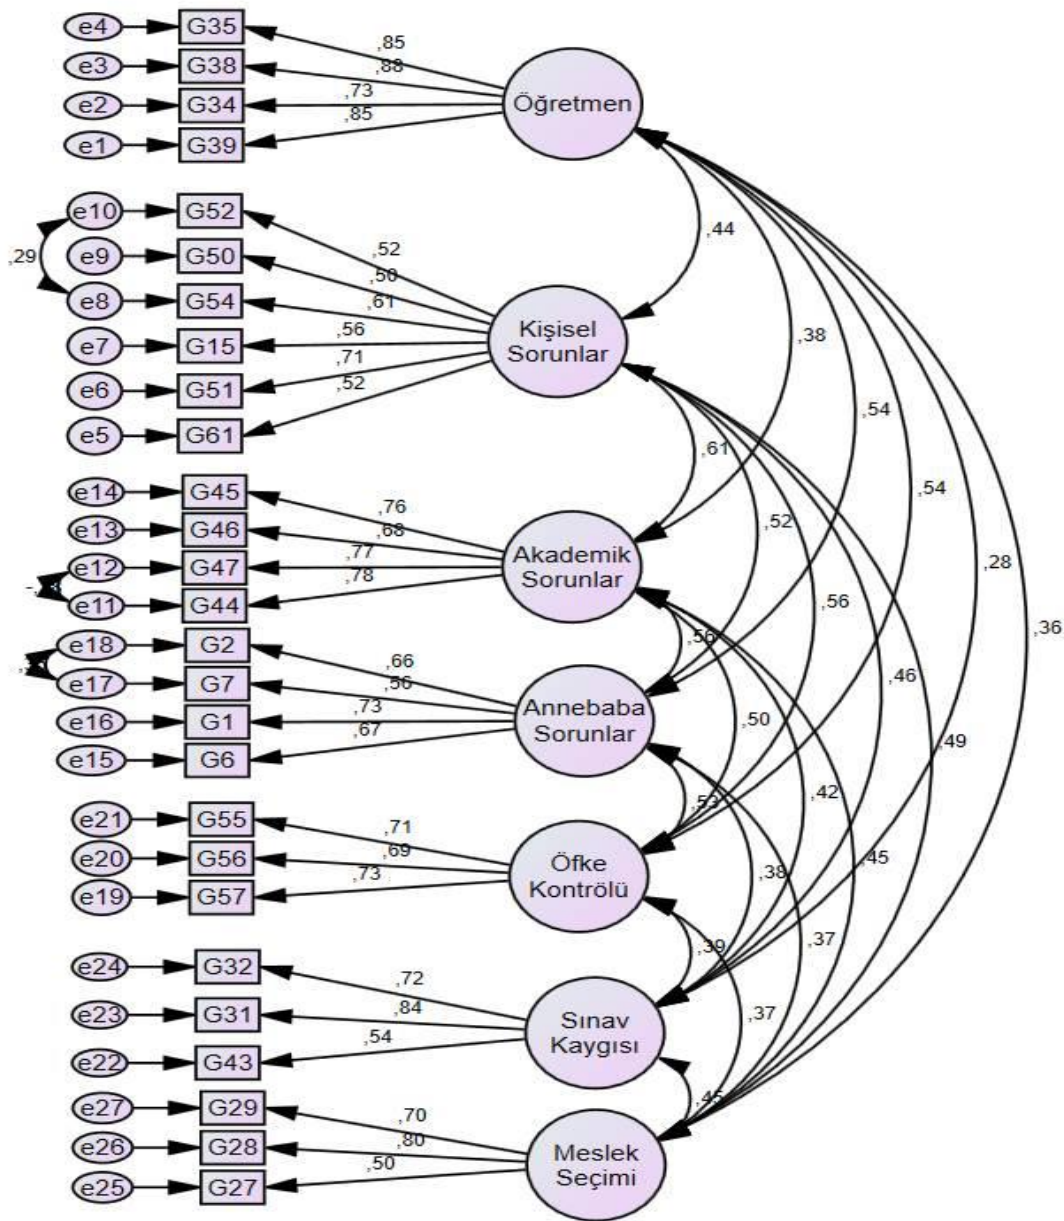 e4 G35 ,85
e3 G38 ,88
e2 G34 ,73
e1 G39 ,85
Öğretmen
e10 G52 ,52
e9 G50 ,50
,29
e8 G54 ,61
e7 G15 ,56
e6 G51 ,71
e5 G61 ,52
Kişisel
Sorunlar
e14 G45 ,76
e13 G46 ,68
e12 G47 ,77
e11 G44 ,78
Akademik
Sorunlar
e18 G2 ,66
e17 G7 ,56
e16 G1 ,73
e15 G6 ,67
Annebaba
Sorunlar
e21 G55 ,71
e20 G56 ,69
e19 G57 ,73
Öfke
Kontrölü
e24 G32 ,72
e23 G31 ,84
e22 G43 ,54
Sınav
Kaygısı
e27 G29 ,70
e26 G28 ,80
e25 G27 ,50
Meslek
Seçimi
,44
,38
,54
,54
,28
,36
,61
,52
,56
,46
,49
,56
,50
,42
,45
,53
,38
,37
,39
,37
,45